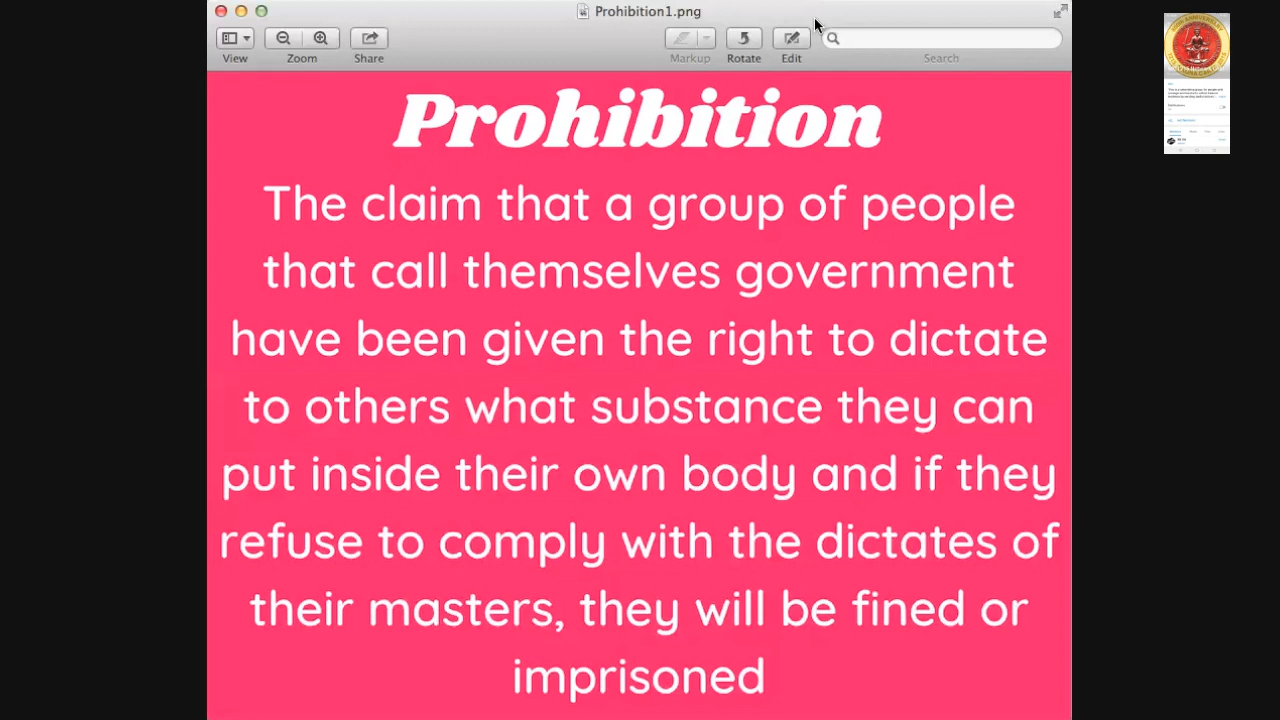 Prohibition1.png
View
Zoom
Share
Markup
Rotate
Edit
Search
Prohibition
The claim that a group of people
that call themselves government
have been given the right to dictate
to others what substance they can
put inside their own body and if they
refuse to comply with the dictates of
their masters, they will be fined or
imprisoned